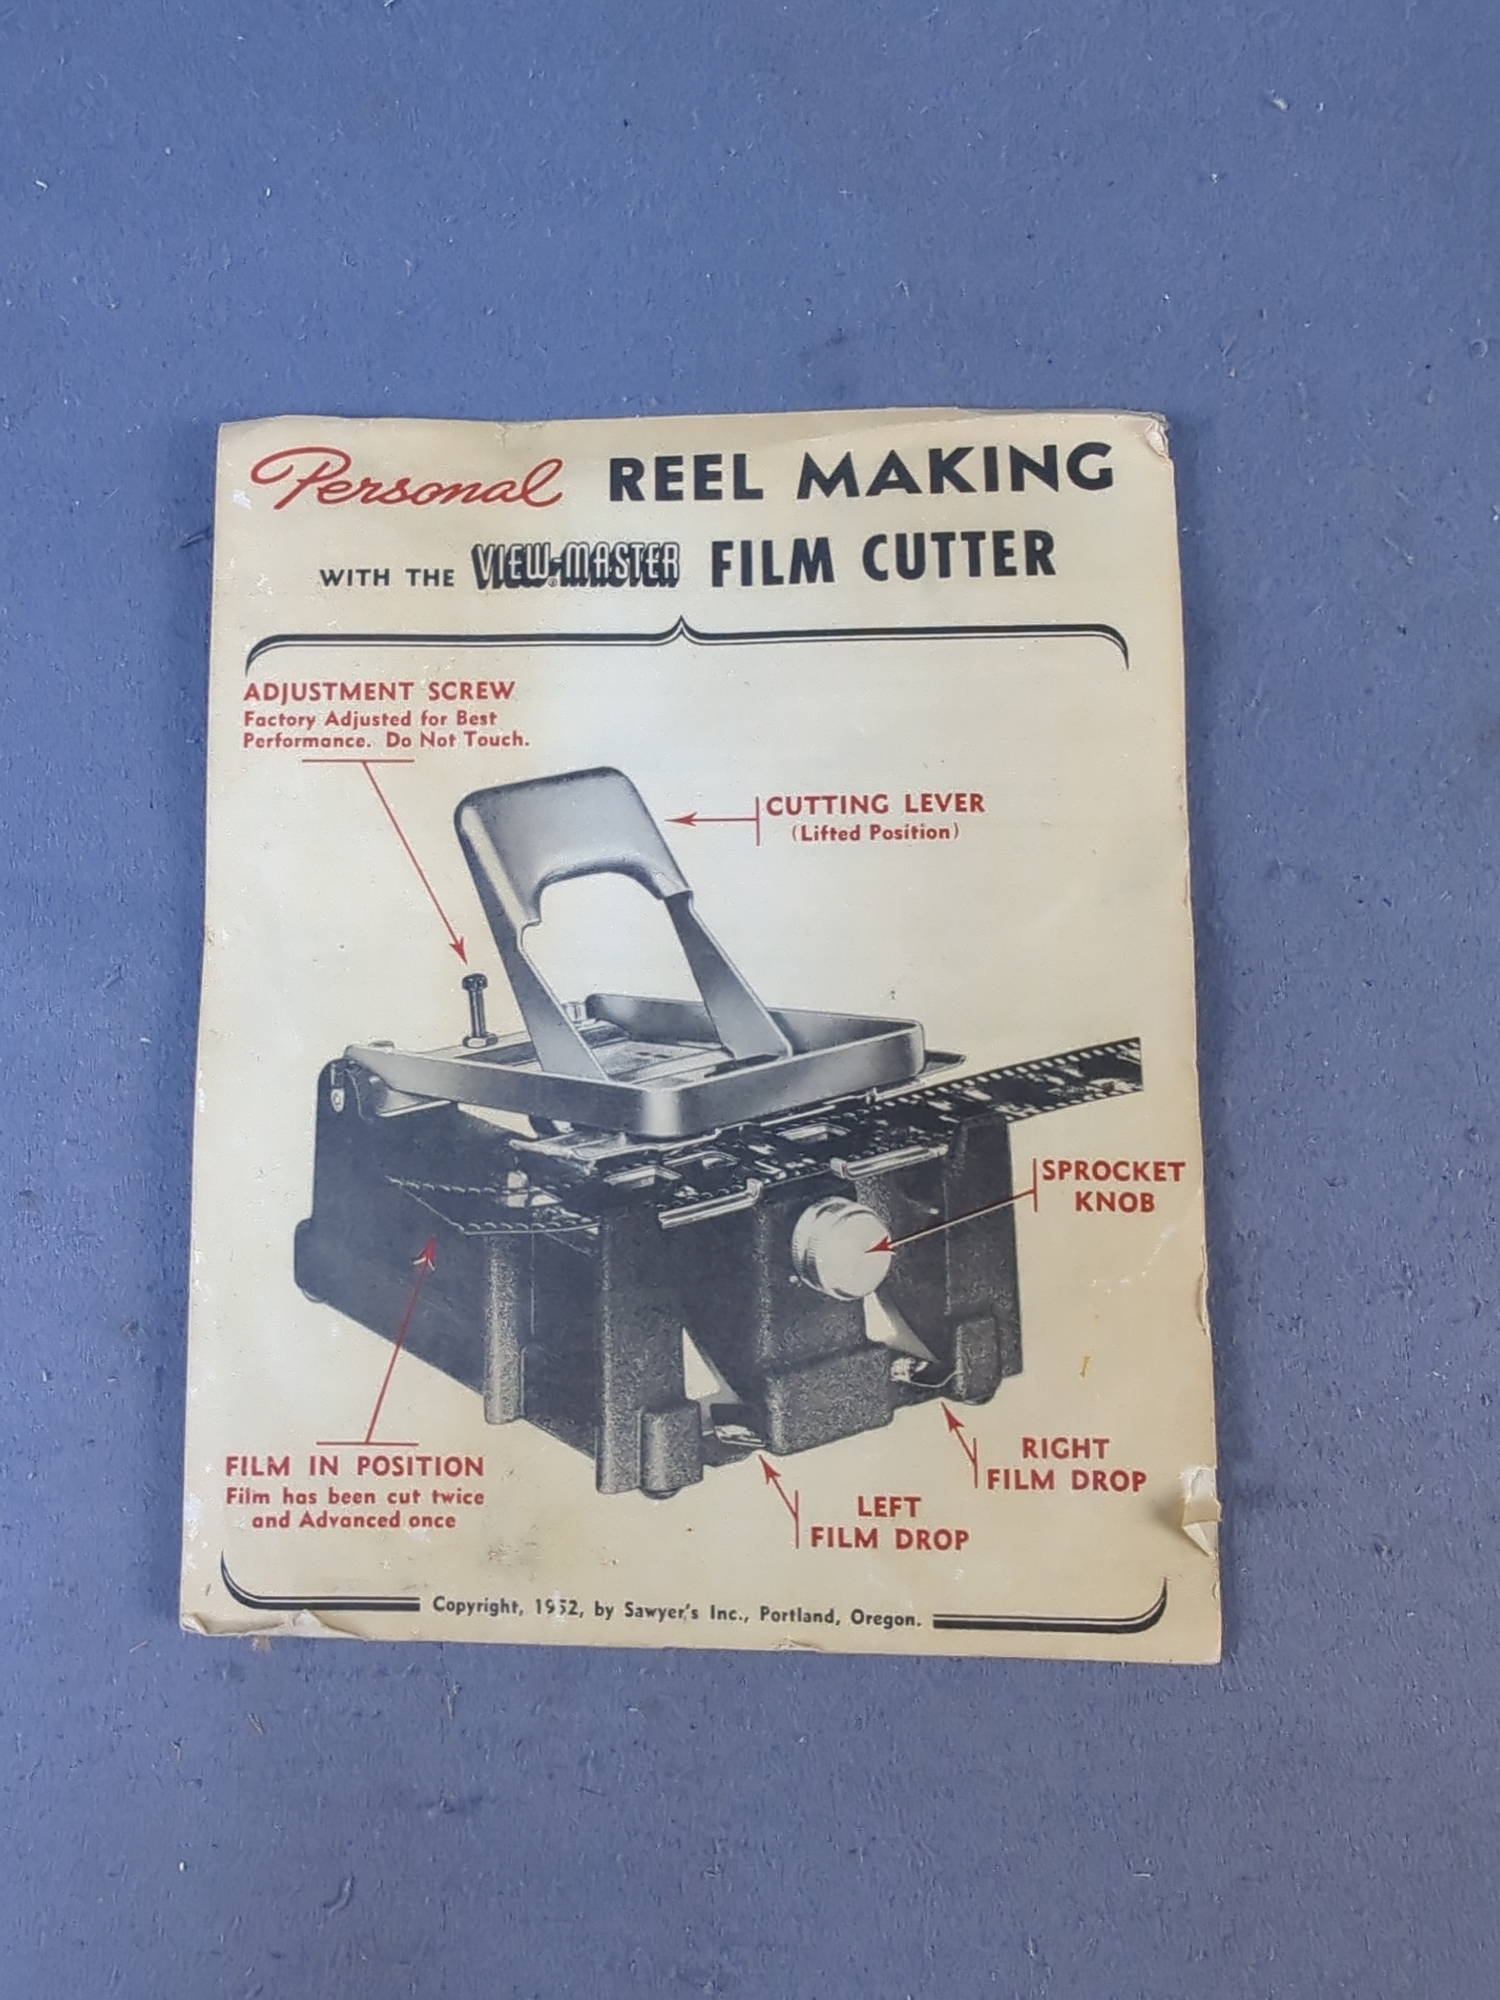 Personal REEL MAKING
WITH THE VIEW-MASTER® FILM CUTTER
ADJUSTMENT SCREW
Factory Adjusted for Best
Performance. Do Not Touch.
CUTTING LEVER
(Lifted Position)
SPROCKET
KNOB
FILM IN POSITION
Film has been cut twice
and Advanced once
RIGHT
FILM DROP
LEFT
FILM DROP
Copyright, 1952, by Sawyer's Inc., Portland, Oregon.